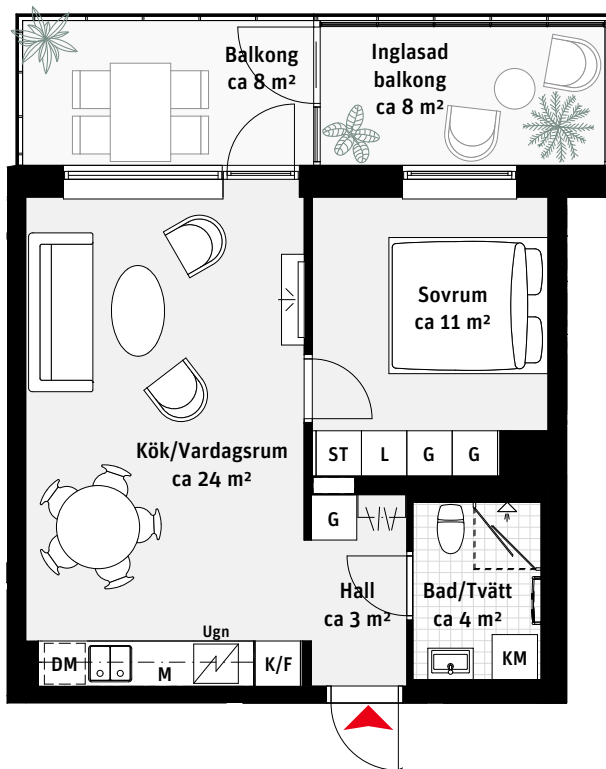 Balkong
ca 8 m²
Inglasad
balkong
ca 8 m²
Sovrum
ca 11 m²
Kök/Vardagsrum
ca 24 m²
ST
L
G
G
G
Hall
ca 3 m²
Bad/Tvätt
ca 4 m²
Ugn
DM
M
K/F
KM